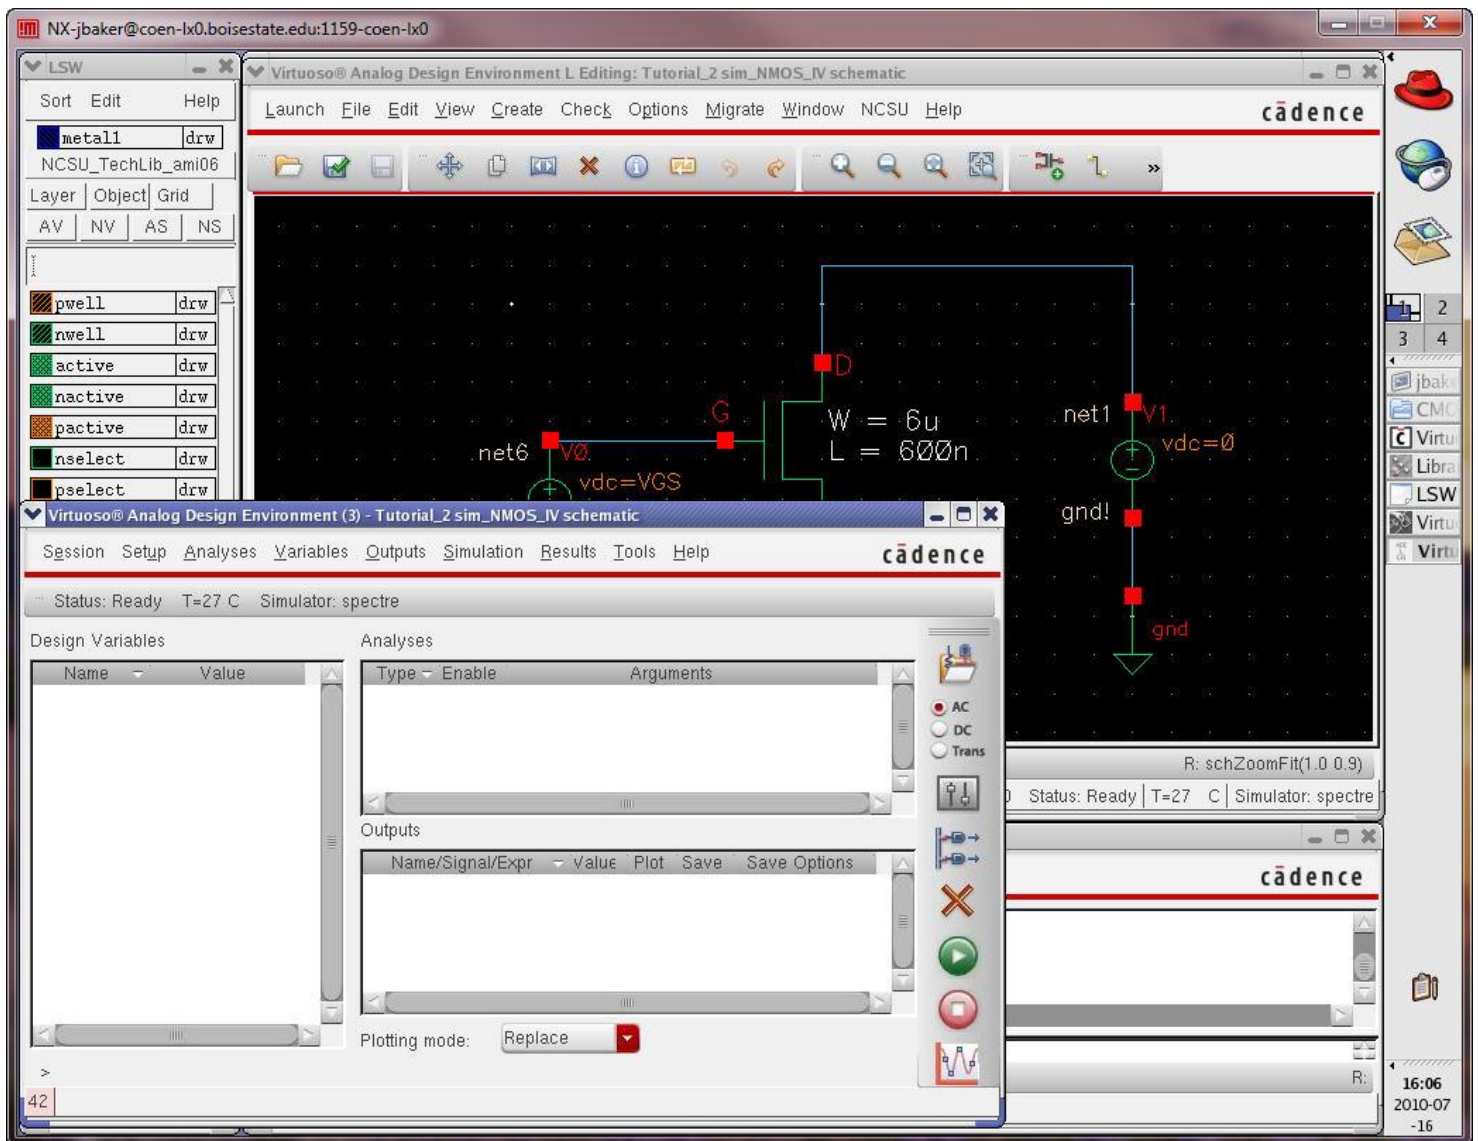 NX-jbaker@coen-lx0.boisestate.edu:1159-coen-lx0
LSW
Sort Edit Help
metal1 drw
NCSU_TechLib_ami06
Layer Object Grid
AV NV AS NS
pwell drw
nwell drw
active drw
nactive drw
pactive drw
nselect drw
pselect drw
Virtuoso® Analog Design Environment L Editing: Tutorial_2 sim_NMOS_IV schematic
Launch File Edit View Create Check Options Migrate Window NCSU Help
cādence
»
D
G
W = 6u
L = 600n
net6
V0
vdc=VGS
net1
V1
vdc=0
gnd!
gnd
R: schZoomFit(1.0 0.9)
Status: Ready T=27 C Simulator: spectre
Virtuoso® Analog Design Environment (3) - Tutorial_2 sim_NMOS_IV schematic
Session Setup Analyses Variables Outputs Simulation Results Tools Help
cādence
Status: Ready T=27 C Simulator: spectre
Design Variables
Name Value
Analyses
Type Enable Arguments
AC
DC
Trans
Outputs
Name/Signal/Expr Value Plot Save Save Options
Plotting mode: Replace
>
42
cādence
R:
1 2
3 4
jbak
CMO
Virtu
Libra
LSW
Virtu
Virtu
16:06
2010-07
-16